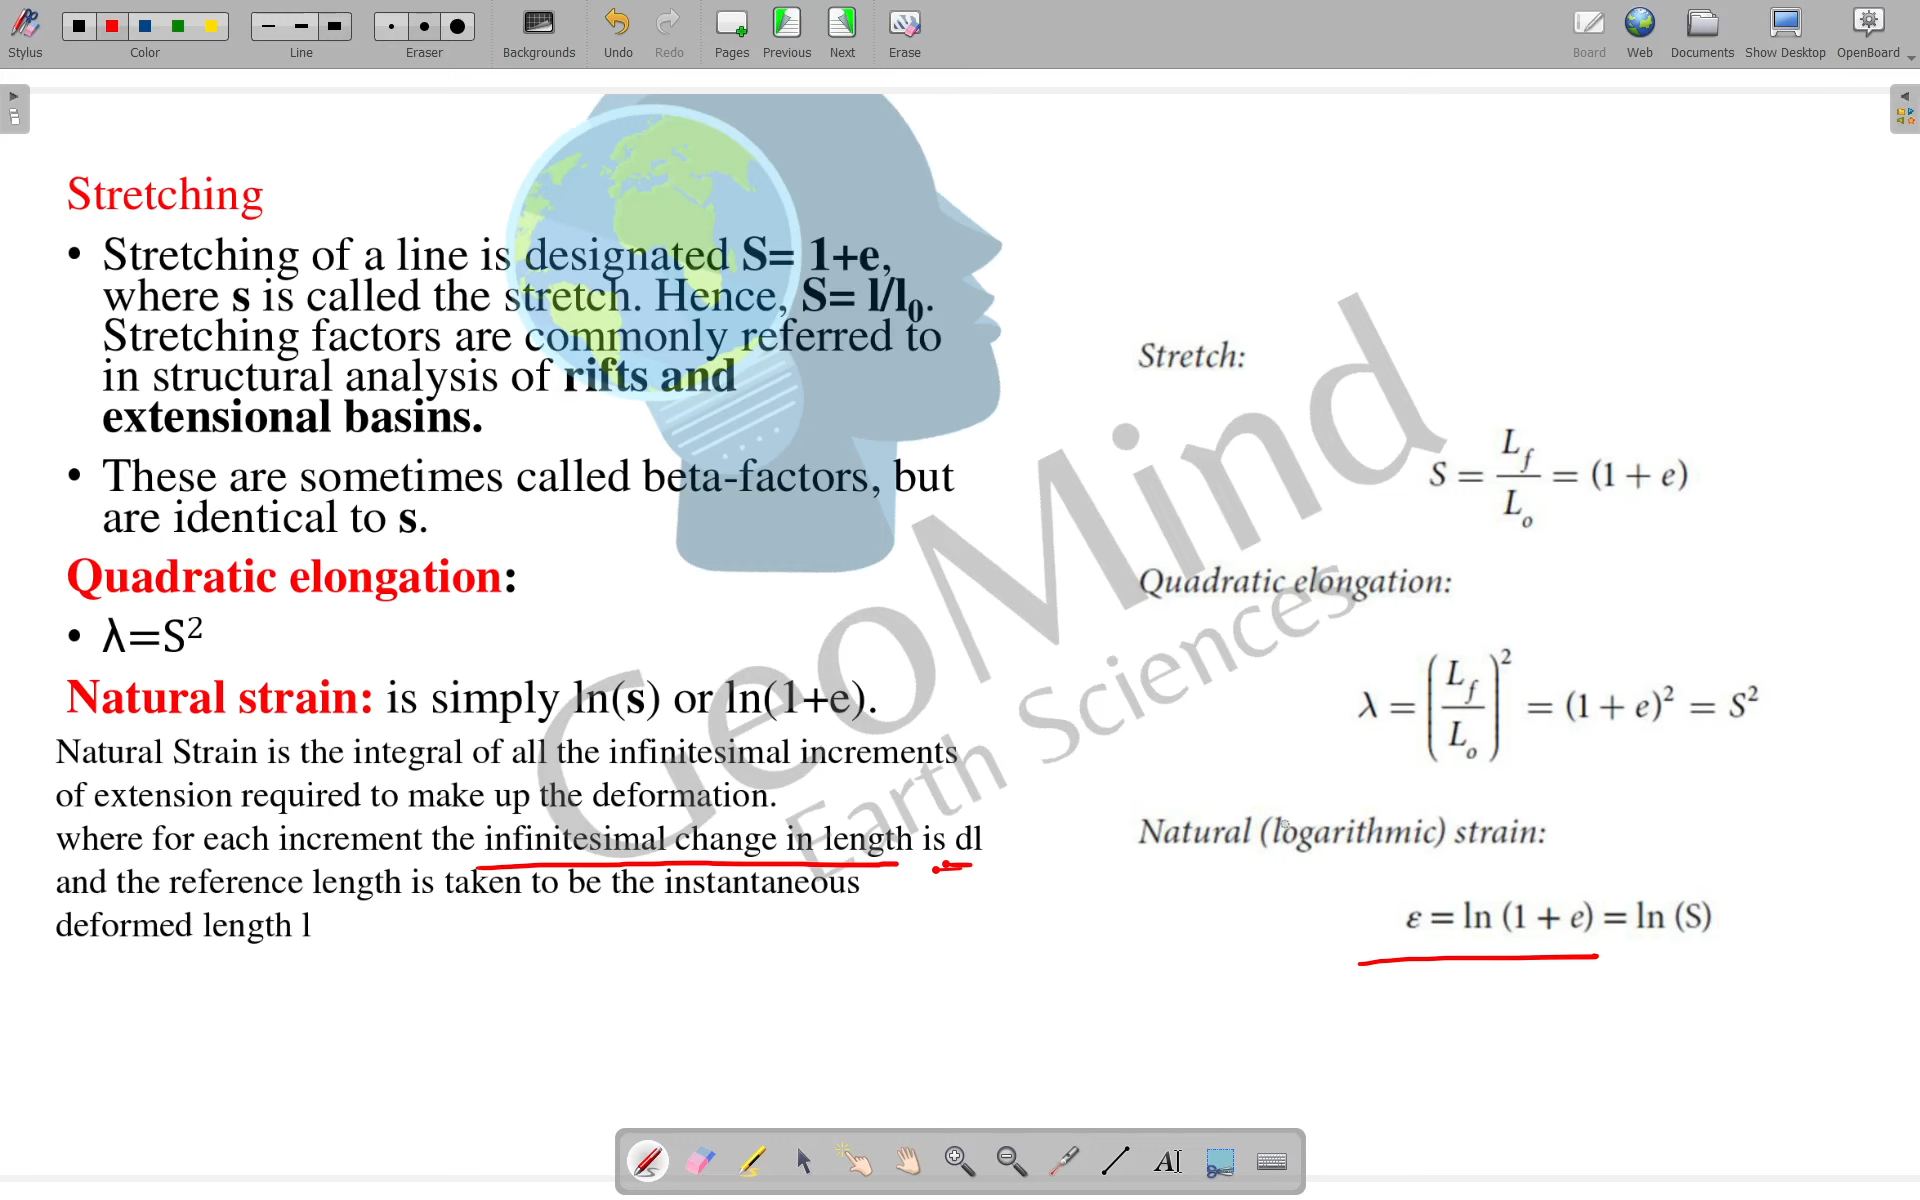 Stylus
Color
Line
Eraser
Backgrounds
Undo
Redo
Pages
Previous
Next
Erase
Board
Web
Documents
Show Desktop
OpenBoard
Stretching
• Stretching of a line is designated S= 1+e,
where s is called the stretch. Hence, S= l/l₀.
Stretching factors are commonly referred to
in structural analysis of rifts and
extensional basins.
• These are sometimes called beta-factors, but
are identical to s.
Quadratic elongation:
• λ=S²
Natural strain: is simply ln(s) or ln(1+e).
Natural Strain is the integral of all the infinitesimal increments
of extension required to make up the deformation.
where for each increment the infinitesimal change in length is dl
and the reference length is taken to be the instantaneous
deformed length l
Stretch:
S = L_f / L_o = (1 + e)
Quadratic elongation:
λ = (L_f / L_o)² = (1 + e)² = S²
Natural (logarithmic) strain:
ε = ln (1 + e) = ln (S)
GeoMind
Earth Sciences
AI